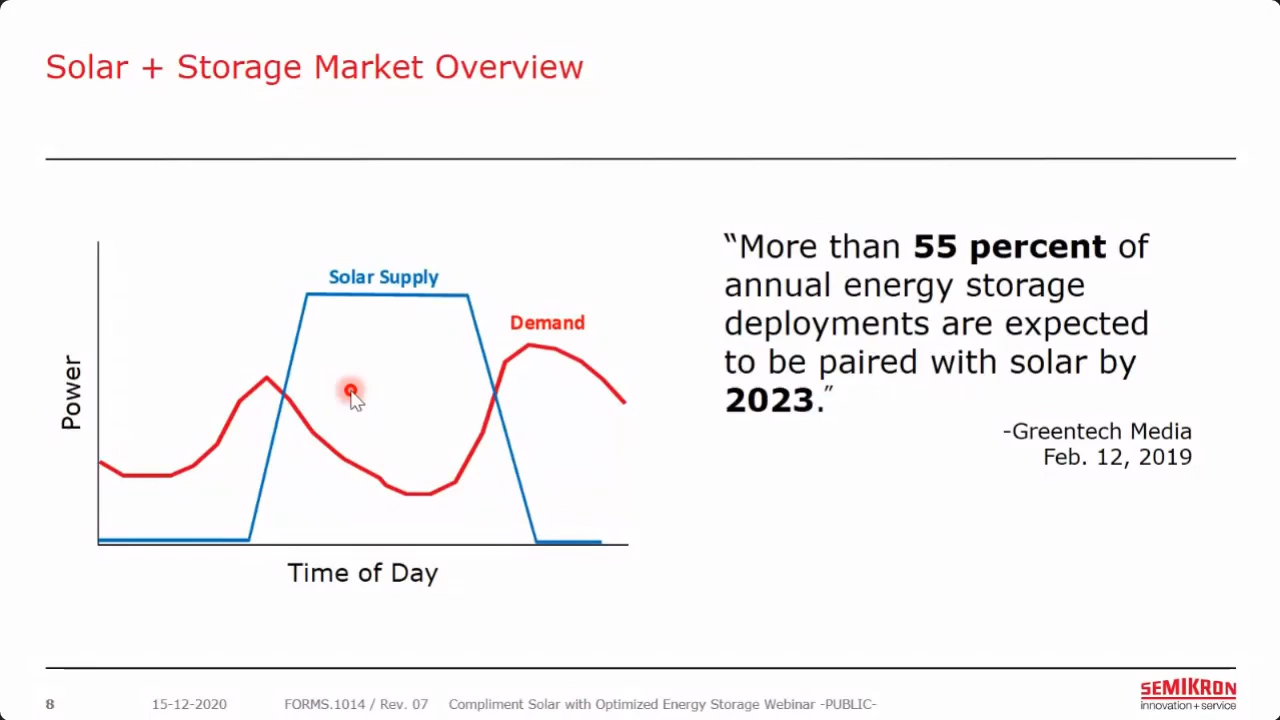 Solar + Storage Market Overview
Solar Supply
Demand
Power
Time of Day
“More than 55 percent of
annual energy storage
deployments are expected
to be paired with solar by
2023.”
-Greentech Media
Feb. 12, 2019
8
15-12-2020
FORMS.1014 / Rev. 07
Compliment Solar with Optimized Energy Storage Webinar -PUBLIC-
SEMIKRON
innovation+service